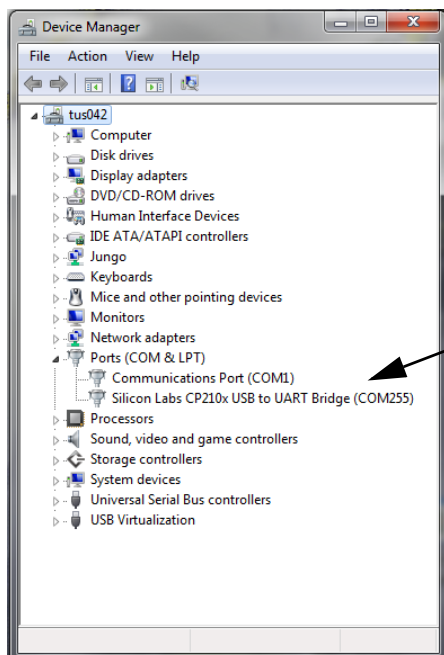 Device Manager
File Action View Help
tus042
Computer
Disk drives
Display adapters
DVD/CD-ROM drives
Human Interface Devices
IDE ATA/ATAPI controllers
Jungo
Keyboards
Mice and other pointing devices
Monitors
Network adapters
Ports (COM & LPT)
Communications Port (COM1)
Silicon Labs CP210x USB to UART Bridge (COM255)
Processors
Sound, video and game controllers
Storage controllers
System devices
Universal Serial Bus controllers
USB Virtualization